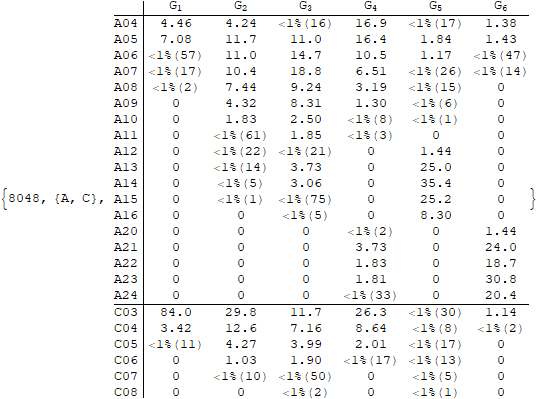 G1 G2 G3 G4 G5 G6
A04 4.46 4.24 <1%(16) 16.9 <1%(17) 1.38
A05 7.08 11.7 11.0 16.4 1.84 1.43
A06 <1%(57) 11.0 14.7 10.5 1.17 <1%(47)
A07 <1%(17) 10.4 18.8 6.51 <1%(26) <1%(14)
A08 <1%(2) 7.44 9.24 3.19 <1%(15) 0
A09 0 4.32 8.31 1.30 <1%(6) 0
A10 0 1.83 2.50 <1%(8) <1%(1) 0
A11 0 <1%(61) 1.85 <1%(3) 0 0
A12 0 <1%(22) <1%(21) 0 1.44 0
A13 0 <1%(14) 3.73 0 25.0 0
A14 0 <1%(5) 3.06 0 35.4 0
{8048, {A, C}, A15 0 <1%(1) <1%(75) 0 25.2 0 }
A16 0 0 <1%(5) 0 8.30 0
A20 0 0 0 <1%(2) 0 1.44
A21 0 0 0 3.73 0 24.0
A22 0 0 0 1.83 0 18.7
A23 0 0 0 1.81 0 30.8
A24 0 0 0 <1%(33) 0 20.4
C03 84.0 29.8 11.7 26.3 <1%(30) 1.14
C04 3.42 12.6 7.16 8.64 <1%(8) <1%(2)
C05 <1%(11) 4.27 3.99 2.01 <1%(17) 0
C06 0 1.03 1.90 <1%(17) <1%(13) 0
C07 0 <1%(10) <1%(50) 0 <1%(5) 0
C08 0 0 <1%(2) 0 <1%(1) 0